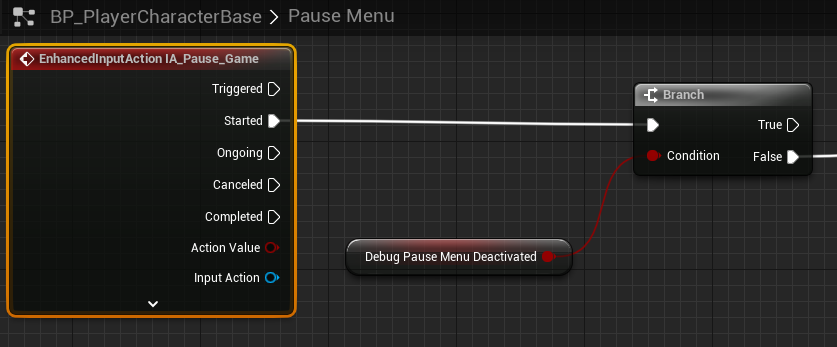 BP_PlayerCharacterBase > Pause Menu
EnhancedInputAction IA_Pause_Game
Triggered
Started
Ongoing
Canceled
Completed
Action Value
Input Action
Debug Pause Menu Deactivated
Branch
True
Condition False